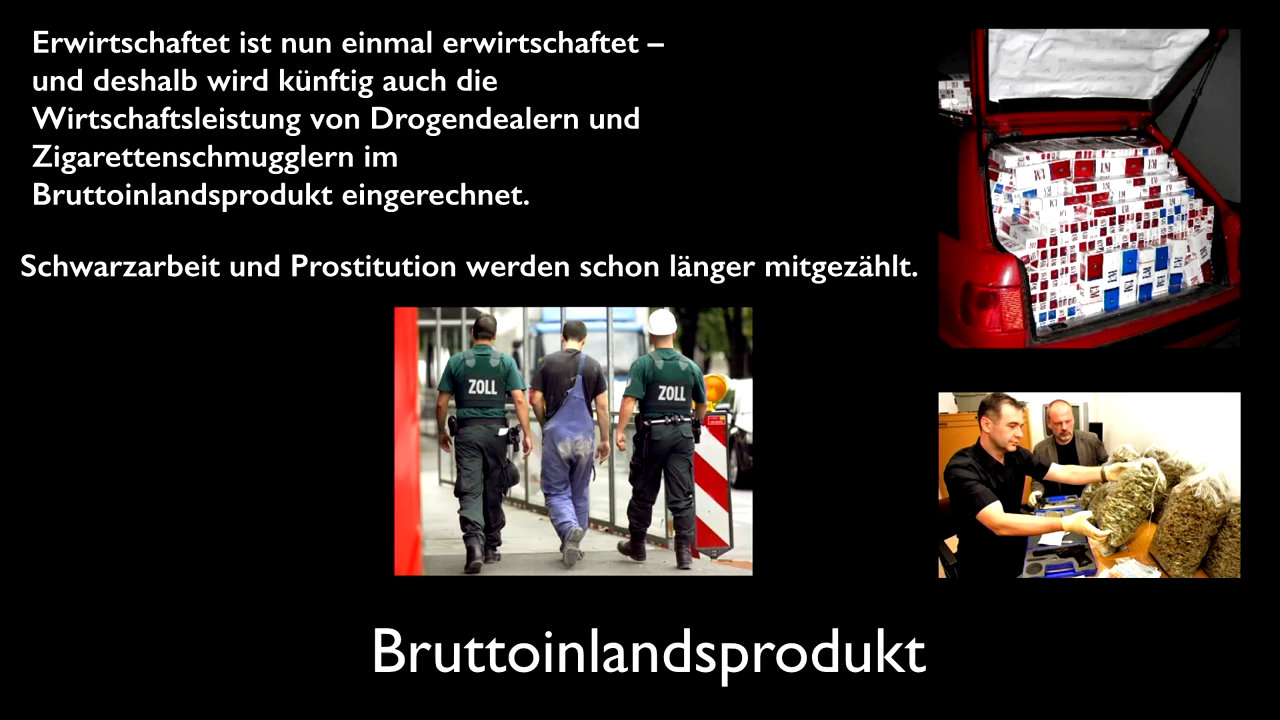 Erwirtschaftet ist nun einmal erwirtschaftet –
und deshalb wird künftig auch die
Wirtschaftsleistung von Drogendealern und
Zigarettenschmugglern im
Bruttoinlandsprodukt eingerechnet.
Schwarzarbeit und Prostitution werden schon länger mitgezählt.
ZOLL
ZOLL
Bruttoinlandsprodukt